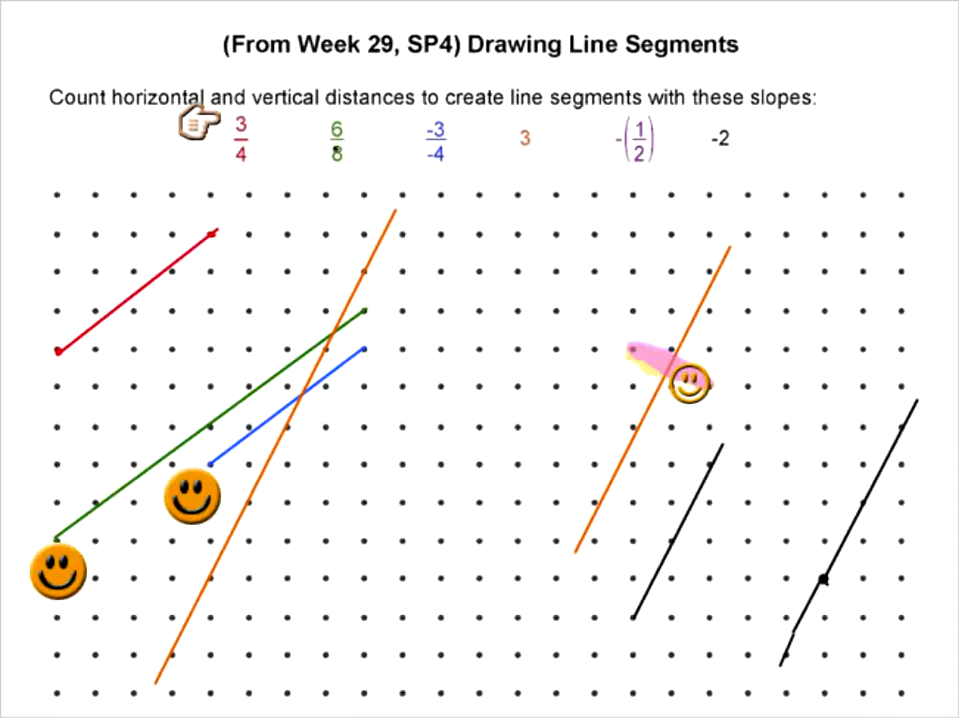 (From Week 29, SP4) Drawing Line Segments
Count horizontal and vertical distances to create line segments with these slopes:
3/4 6/8 -3/-4 3 -(1/2) -2